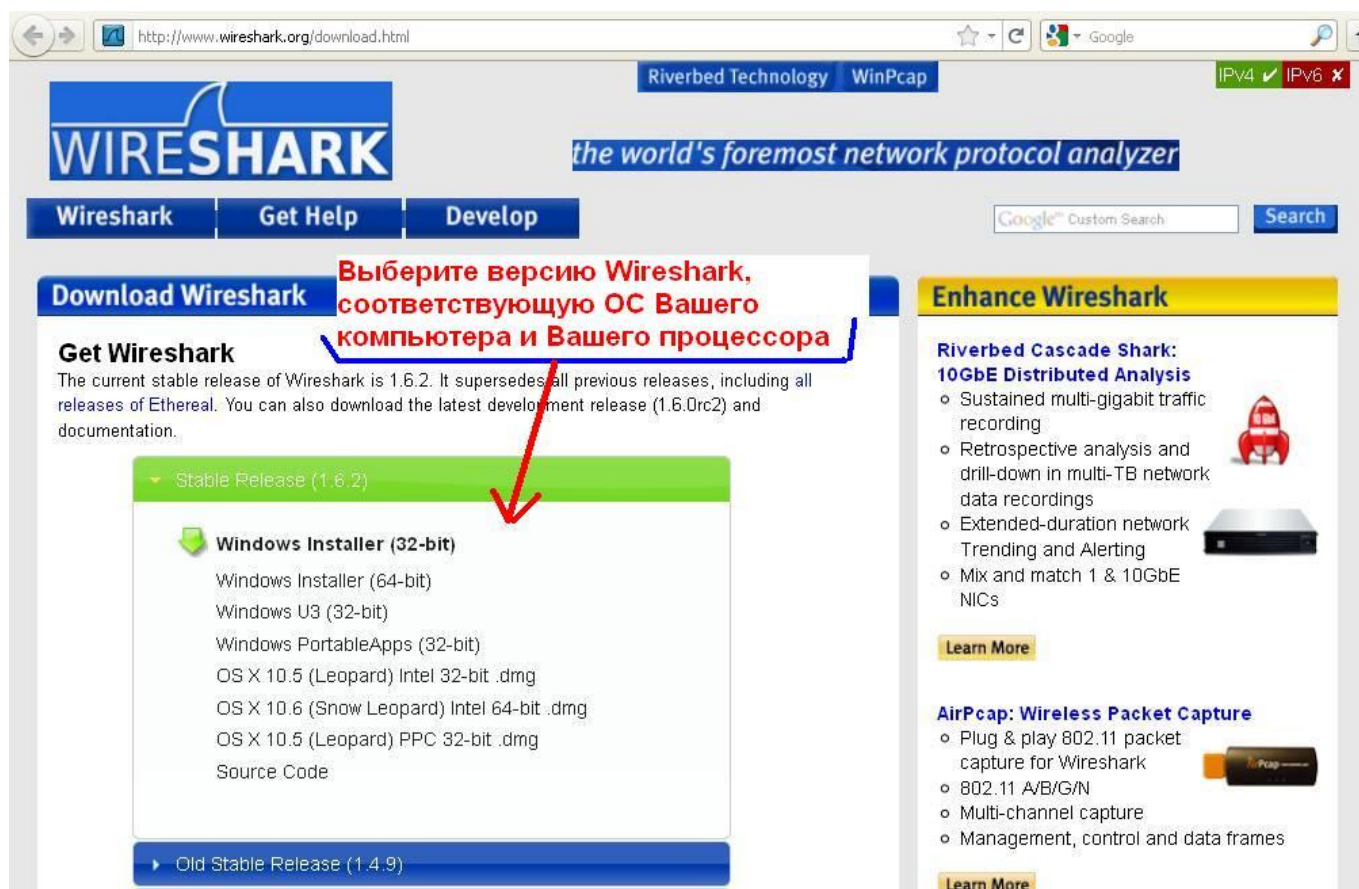 http://www.wireshark.org/download.html
Google
Riverbed Technology WinPcap
IPv4 ✔ IPv6 ✘
WIRESHARK
the world's foremost network protocol analyzer
Wireshark Get Help Develop
Google™ Custom Search
Search
Download Wireshark
Выберите версию Wireshark,
соответствующую ОС Вашего
компьютера и Вашего процессора
Get Wireshark
The current stable release of Wireshark is 1.6.2. It supersedes all previous releases, including all
releases of Ethereal. You can also download the latest development release (1.6.0rc2) and
documentation.
Stable Release (1.6.2)
Windows Installer (32-bit)
Windows Installer (64-bit)
Windows U3 (32-bit)
Windows PortableApps (32-bit)
OS X 10.5 (Leopard) Intel 32-bit .dmg
OS X 10.6 (Snow Leopard) Intel 64-bit .dmg
OS X 10.5 (Leopard) PPC 32-bit .dmg
Source Code
Old Stable Release (1.4.9)
Enhance Wireshark
Riverbed Cascade Shark:
10GbE Distributed Analysis
Sustained multi-gigabit traffic
recording
Retrospective analysis and
drill-down in multi-TB network
data recordings
Extended-duration network
Trending and Alerting
Mix and match 1 & 10GbE
NICs
Learn More
AirPcap: Wireless Packet Capture
Plug & play 802.11 packet
capture for Wireshark
AirPcap
802.11 A/B/G/N
Multi-channel capture
Management, control and data frames
Learn More